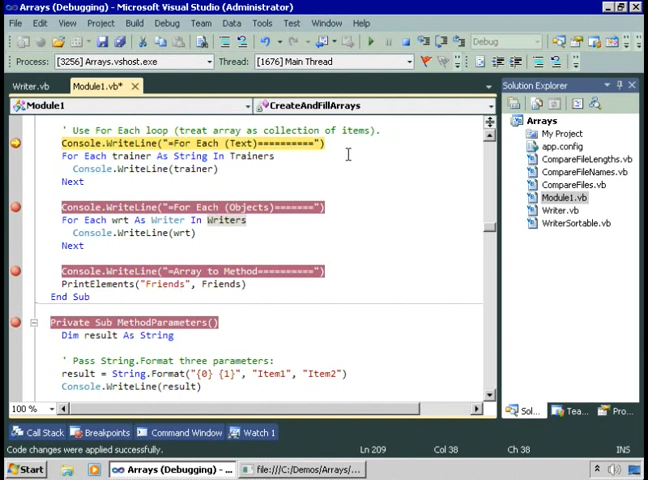 Arrays (Debugging) - Microsoft Visual Studio (Administrator)
File Edit View Project Build Debug Team Data Tools Test Window Help
Debug
Process: [3256] Arrays.vshost.exe Thread: [1676] Main Thread
Writer.vb Module1.vb* Solution Explorer
Module1 CreateAndFillArrays
Arrays
My Project
app.config
CompareFileLengths.vb
CompareFileNames.vb
CompareFiles.vb
Module1.vb
Writer.vb
WriterSortable.vb
' Use For Each loop (treat array as collection of items).
Console.WriteLine("=For Each (Text)==========")
For Each trainer As String In Trainers
Console.WriteLine(trainer)
Next
Console.WriteLine("=For Each (Objects)=======")
For Each wrt As Writer In Writers
Console.WriteLine(wrt)
Next
Console.WriteLine("=Array to Method==========")
PrintElements("Friends", Friends)
End Sub
Private Sub MethodParameters()
Dim result As String
' Pass String.Format three parameters:
result = String.Format("{0} {1}", "Item1", "Item2")
Console.WriteLine(result)
100 %
Sol... Tea... Pro...
Call Stack Breakpoints Command Window Watch 1
Code changes were applied successfully. Ln 209 Col 38 Ch 38 INS
Start Arrays (Debugging) - ... file:///C:/Demos/Arrays/...